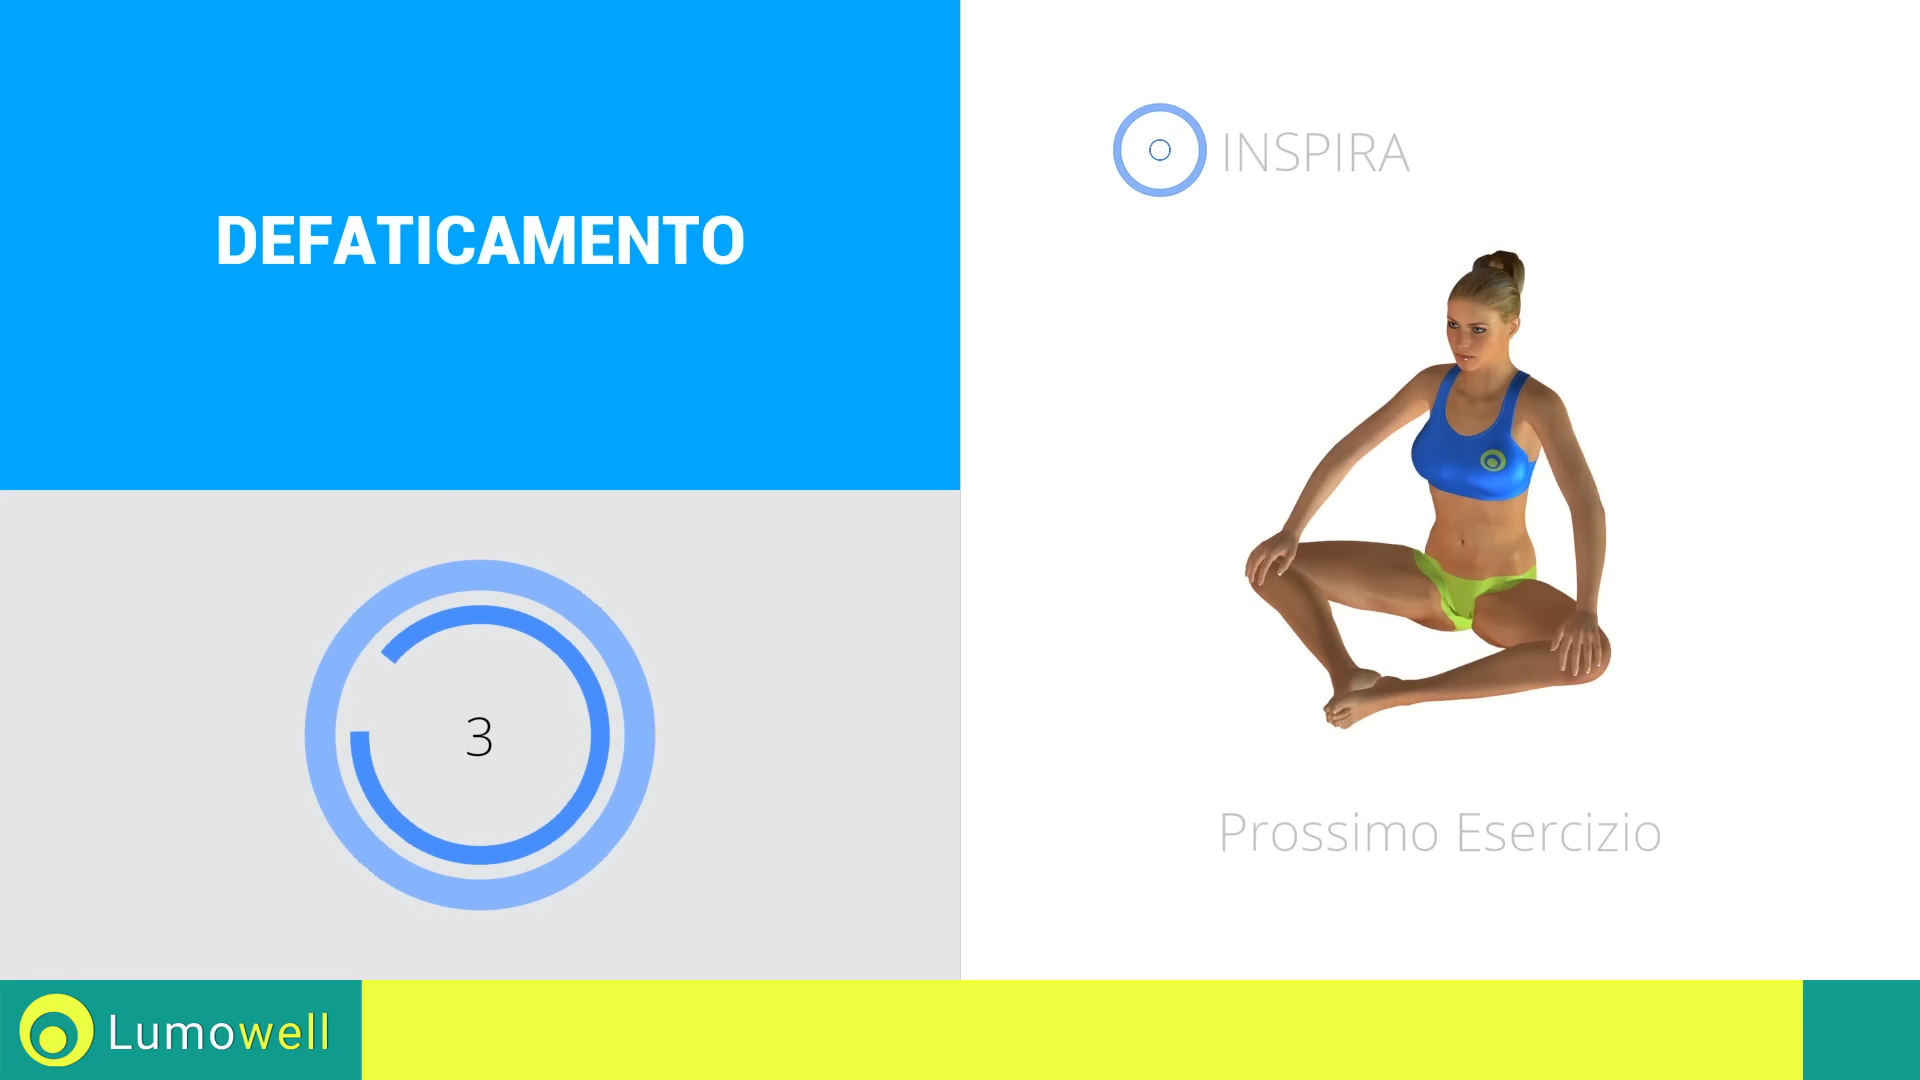 DEFATICAMENTO
INSPIRA
3
Prossimo Esercizio
Lumowell